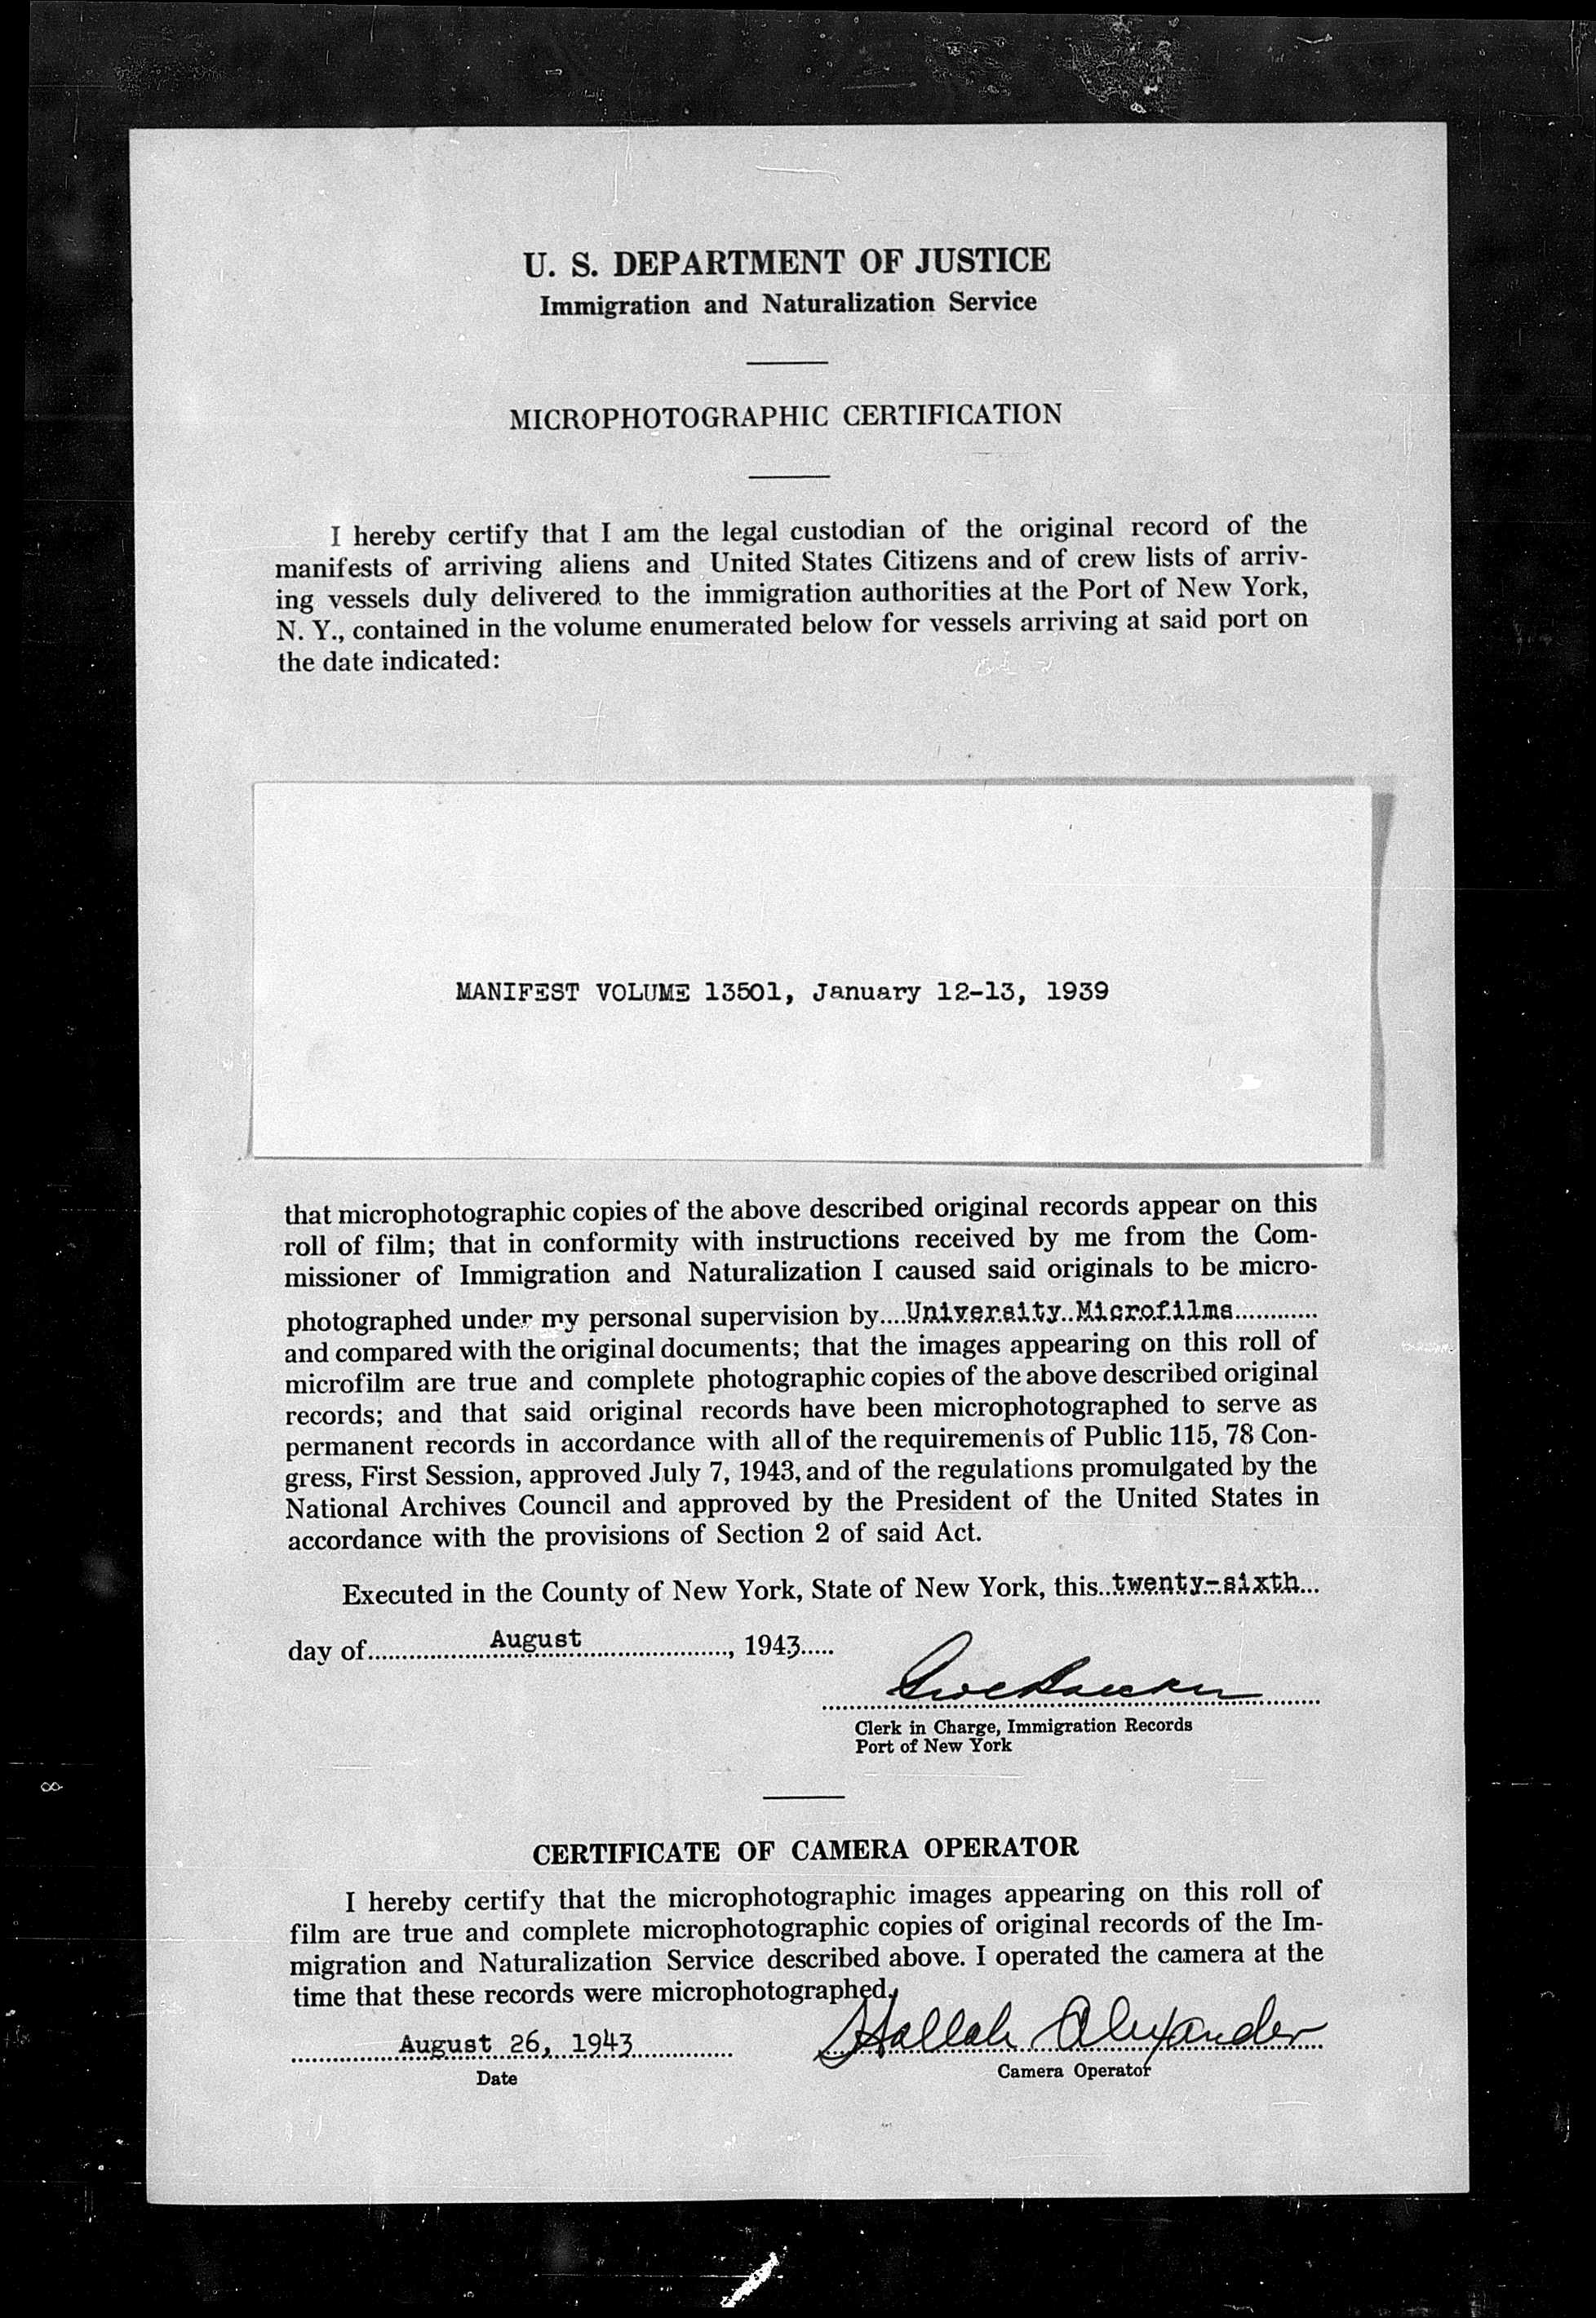 U. S. DEPARTMENT OF JUSTICE
Immigration and Naturalization Service
MICROPHOTOGRAPHIC CERTIFICATION
I hereby certify that I am the legal custodian of the original record of the
manifests of arriving aliens and United States Citizens and of crew lists of arriv-
ing vessels duly delivered to the immigration authorities at the Port of New York,
N. Y., contained in the volume enumerated below for vessels arriving at said port on
the date indicated:
MANIFEST VOLUME 13501, January 12-13, 1939
that microphotographic copies of the above described original records appear on this
roll of film; that in conformity with instructions received by me from the Com-
missioner of Immigration and Naturalization I caused said originals to be micro-
photographed under my personal supervision by....University Microfilms............
and compared with the original documents; that the images appearing on this roll of
microfilm are true and complete photographic copies of the above described original
records; and that said original records have been microphotographed to serve as
permanent records in accordance with all of the requirements of Public 115, 78 Con-
gress, First Session, approved July 7, 1943, and of the regulations promulgated by the
National Archives Council and approved by the President of the United States in
accordance with the provisions of Section 2 of said Act.
Executed in the County of New York, State of New York, this..twenty-sixth...
day of..................August......................, 1943.....
Clerk in Charge, Immigration Records
Port of New York
CERTIFICATE OF CAMERA OPERATOR
I hereby certify that the microphotographic images appearing on this roll of
film are true and complete microphotographic copies of original records of the Im-
migration and Naturalization Service described above. I operated the camera at the
time that these records were microphotographed.
August 26, 1943 Hallah Alexander
Date Camera Operator